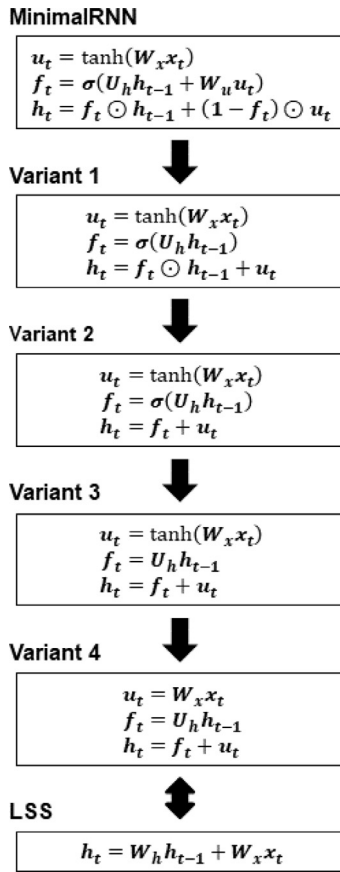 MinimalRNN
u_t = tanh(W_x x_t)
f_t = σ(U_h h_{t−1} + W_u u_t)
h_t = f_t ⊙ h_{t−1} + (1 − f_t) ⊙ u_t
Variant 1
u_t = tanh(W_x x_t)
f_t = σ(U_h h_{t−1})
h_t = f_t ⊙ h_{t−1} + u_t
Variant 2
u_t = tanh(W_x x_t)
f_t = σ(U_h h_{t−1})
h_t = f_t + u_t
Variant 3
u_t = tanh(W_x x_t)
f_t = U_h h_{t−1}
h_t = f_t + u_t
Variant 4
u_t = W_x x_t
f_t = U_h h_{t−1}
h_t = f_t + u_t
LSS
h_t = W_h h_{t−1} + W_x x_t